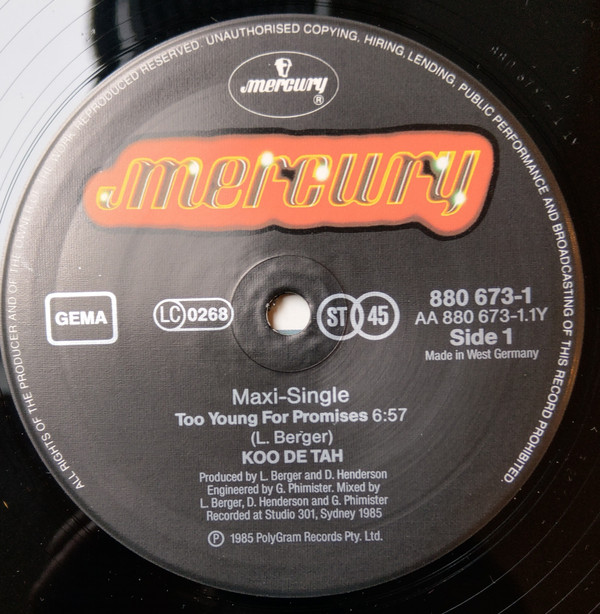 ALL RIGHTS OF THE PRODUCER AND OF THE OWNER OF THE WORK REPRODUCED RESERVED. UNAUTHORISED COPYING, HIRING, LENDING, PUBLIC PERFORMANCE AND BROADCASTING OF THIS RECORD PROHIBITED.
mercury ®
mercury
GEMA
LC 0268
ST 45
880 673-1
AA 880 673-1.1Y
Side 1
Made in West Germany
Maxi-Single
Too Young For Promises 6:57
(L. Berger)
KOO DE TAH
Produced by L. Berger and D. Henderson
Engineered by G. Phimister. Mixed by
L. Berger, D. Henderson and G. Phimister
Recorded at Studio 301, Sydney 1985
Ⓟ 1985 PolyGram Records Pty. Ltd.